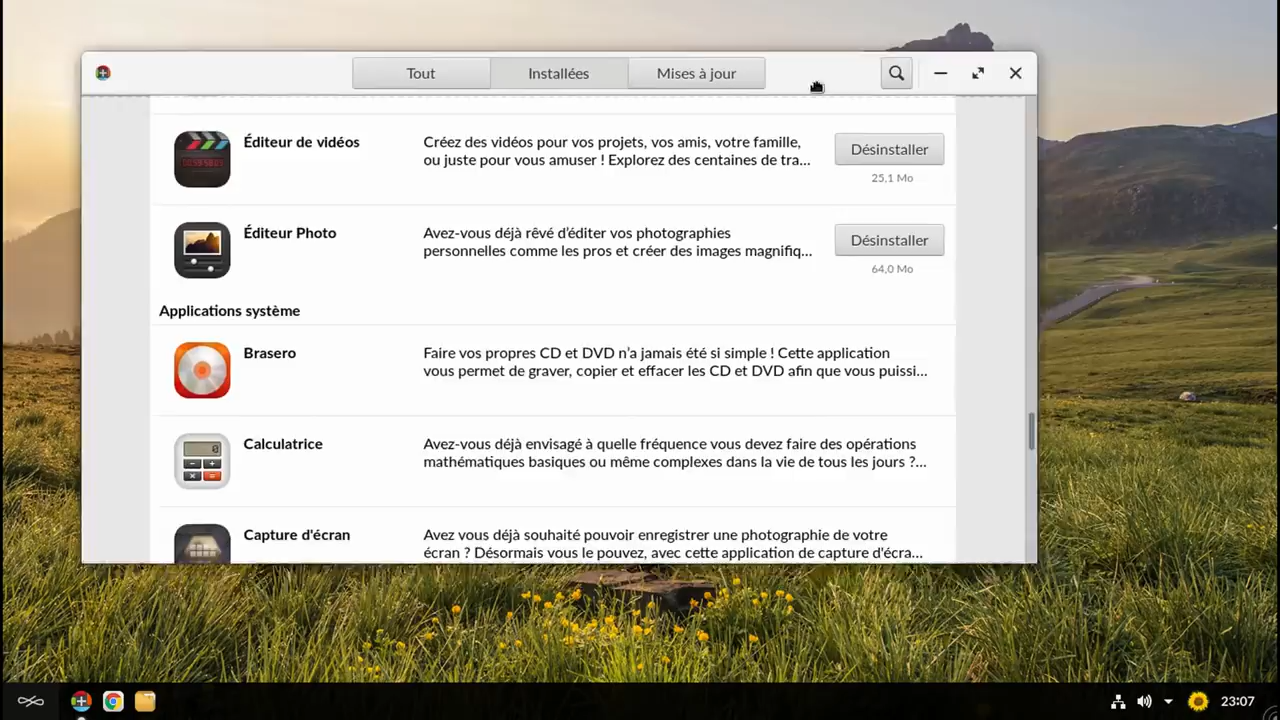 Tout
Installées
Mises à jour
Éditeur de vidéos
Créez des vidéos pour vos projets, vos amis, votre famille,
ou juste pour vous amuser ! Explorez des centaines de tra...
Désinstaller
25,1 Mo
Éditeur Photo
Avez-vous déjà rêvé d'éditer vos photographies
personnelles comme les pros et créer des images magnifiq...
Désinstaller
64,0 Mo
Applications système
Brasero
Faire vos propres CD et DVD n'a jamais été si simple ! Cette application
vous permet de graver, copier et effacer les CD et DVD afin que vous puissi...
Calculatrice
Avez-vous déjà envisagé à quelle fréquence vous devez faire des opérations
mathématiques basiques ou même complexes dans la vie de tous les jours ?...
Capture d'écran
Avez vous déjà souhaité pouvoir enregistrer une photographie de votre
écran ? Désormais vous le pouvez, avec cette application de capture d'écra...
23:07